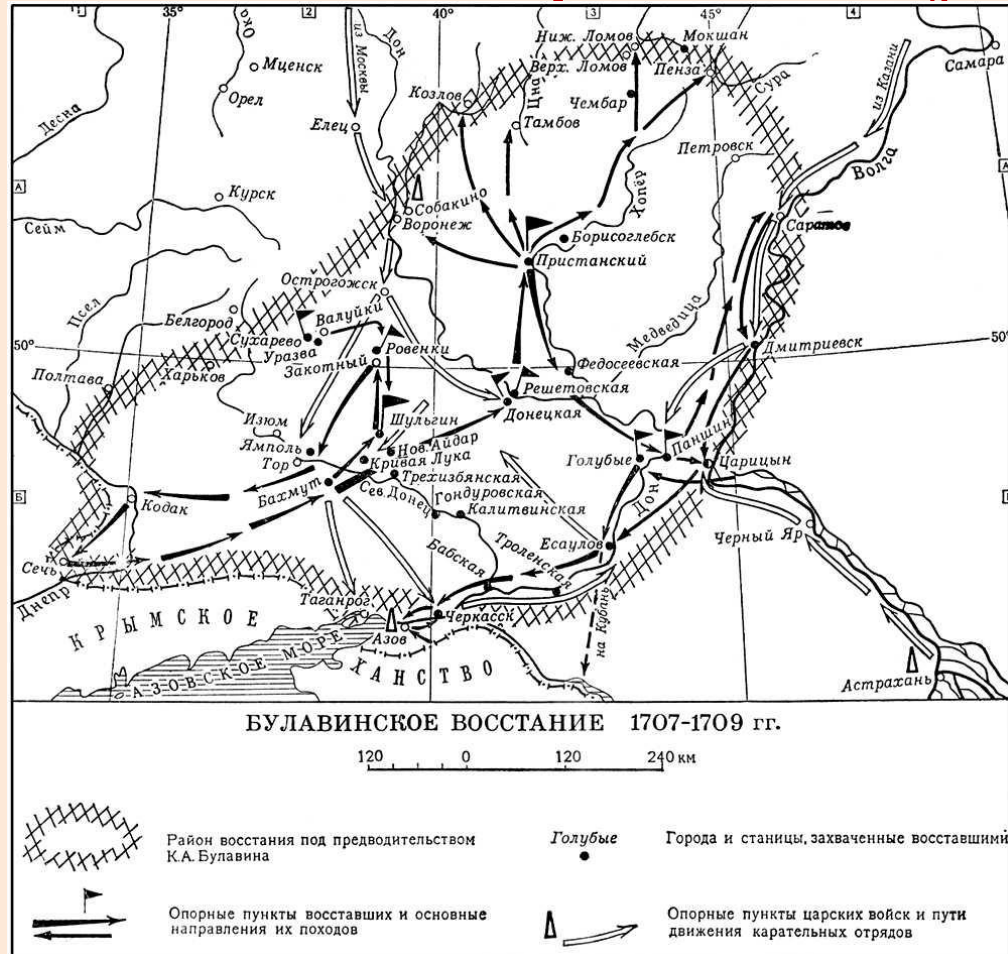 35°
2
40°
3
45°
4
Ока
Дон
из Москвы
Ниж. Ломов
Мокшан
Верх. Ломов
Пенза
Самара
из Казани
Мценск
Орел
Десна
Козлов
Цна
Чембар
Сура
Елец
Тамбов
Петровск
Волга
А
Хопёр
Курск
Собакино
Воронеж
Саратов
Сейм
Борисоглебск
Пристанский
Острогожск
Псел
Белгород
Валуйки
Медведица
50°
Сухарево
Уразва
Ровенки
Дмитриевск
50°
Харьков
Закотный
Федосеевская
Полтава
Решетовская
Донецкая
Изюм
Шульгин
Ямполь
Нов. Айдар
Паншин
Тор
Кривая Лука
Голубые
Царицын
Трехизбянская
Б
Бахмут
Сев. Донец
Гондуровская
Дон
Кодак
Калитвинская
Черный Яр
Есаулов
Бабская
Троленская
Сечь
Днепр
на Кубань
Таганрог
Черкасск
Азов
КРЫМСКОЕ
ХАНСТВО
АЗОВСКОЕ МОРЕ
Астрахань
БУЛАВИНСКОЕ ВОССТАНИЕ 1707-1709 гг.
120 0 120 240 км
Район восстания под предводительством
К.А. Булавина
Голубые
Города и станицы, захваченные восставшими
Опорные пункты восставших и основные
направления их походов
Опорные пункты царских войск и пути
движения карательных отрядов